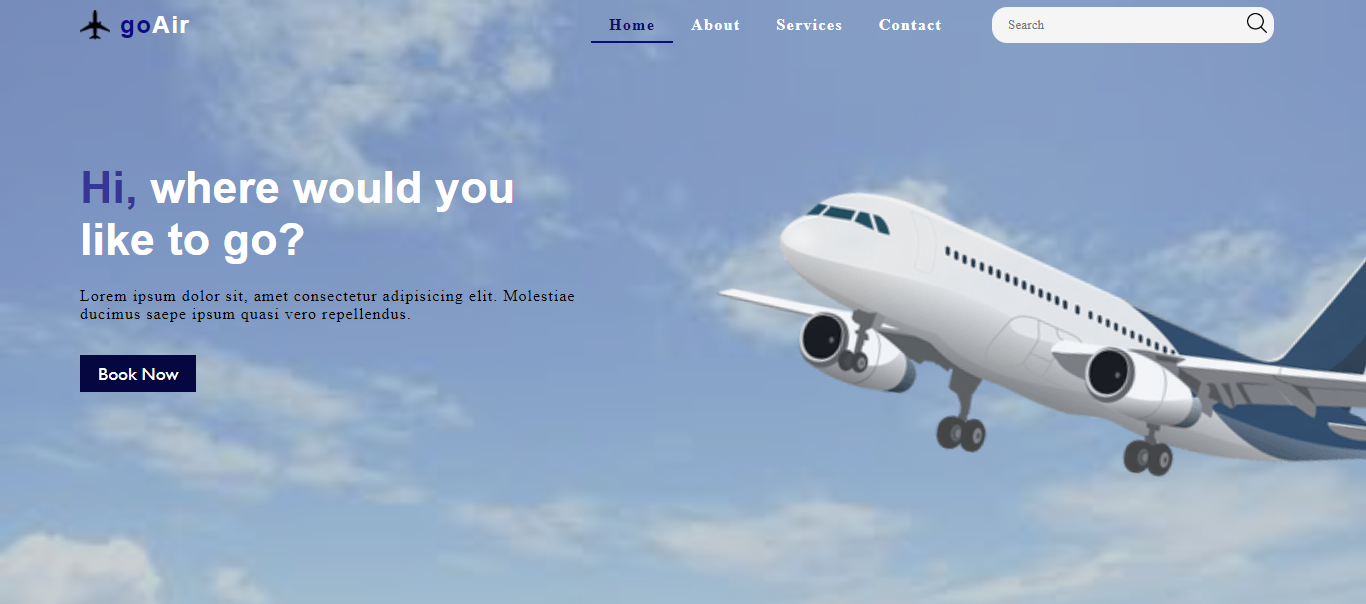 goAir
Home About Services Contact
Search
Hi, where would you
like to go?
Lorem ipsum dolor sit, amet consectetur adipisicing elit. Molestiae
ducimus saepe ipsum quasi vero repellendus.
Book Now